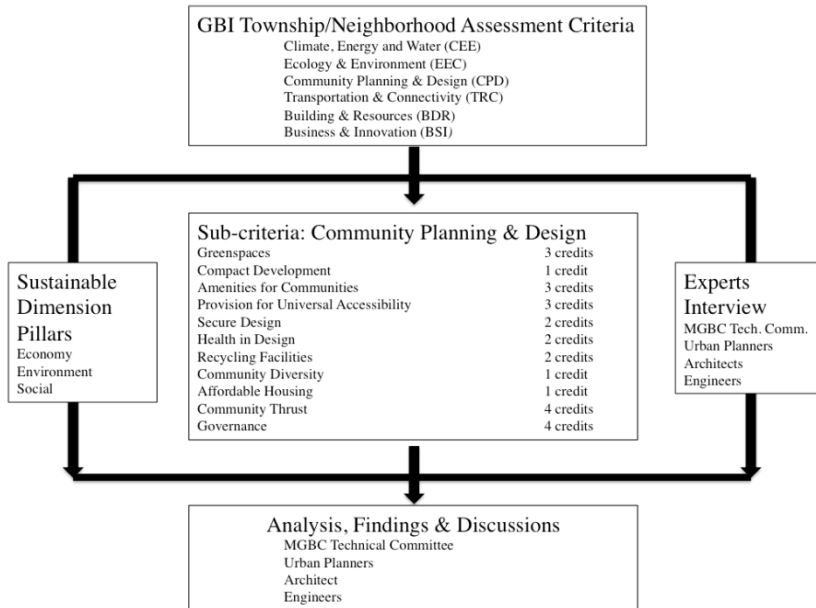 GBI Township/Neighborhood Assessment Criteria
Climate, Energy and Water (CEE)
Ecology & Environment (EEC)
Community Planning & Design (CPD)
Transportation & Connectivity (TRC)
Building & Resources (BDR)
Business & Innovation (BSI)
Sustainable
Dimension
Pillars
Economy
Environment
Social
Sub-criteria: Community Planning & Design
Greenspaces 3 credits
Compact Development 1 credit
Amenities for Communities 3 credits
Provision for Universal Accessibility 3 credits
Secure Design 2 credits
Health in Design 2 credits
Recycling Facilities 2 credits
Community Diversity 1 credit
Affordable Housing 1 credit
Community Thrust 4 credits
Governance 4 credits
Experts
Interview
MGBC Tech. Comm.
Urban Planners
Architects
Engineers
Analysis, Findings & Discussions
MGBC Technical Committee
Urban Planners
Architect
Engineers